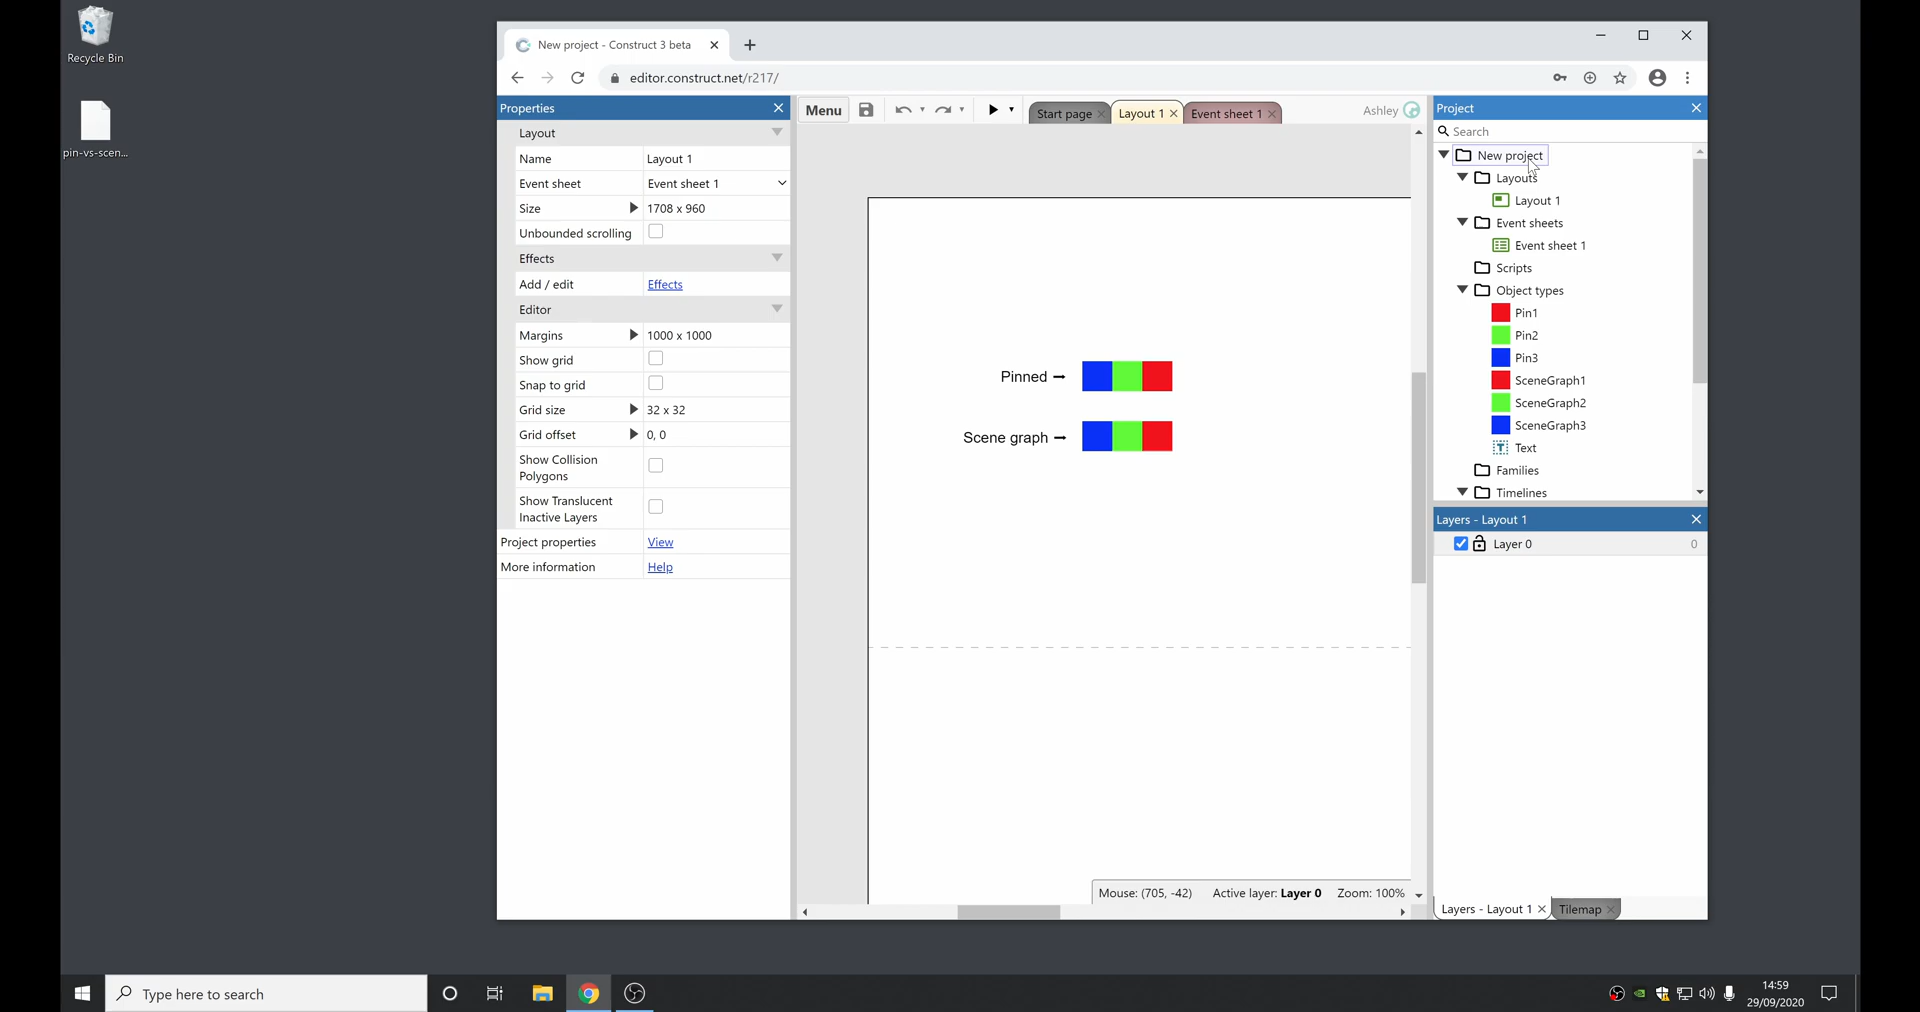 Recycle Bin
pin-vs-scen...
New project - Construct 3 beta
editor.construct.net/r217/
Properties
Layout
Name Layout 1
Event sheet Event sheet 1
Size 1708 x 960
Unbounded scrolling
Effects
Add / edit Effects
Editor
Margins 1000 x 1000
Show grid
Snap to grid
Grid size 32 x 32
Grid offset 0, 0
Show Collision
Polygons
Show Translucent
Inactive Layers
Project properties View
More information Help
Menu
Start page
Layout 1
Event sheet 1
Ashley
Pinned
Scene graph
Mouse: (705, -42) Active layer: Layer 0 Zoom: 100%
Project
Search
New project
Layouts
Layout 1
Event sheets
Event sheet 1
Scripts
Object types
Pin1
Pin2
Pin3
SceneGraph1
SceneGraph2
SceneGraph3
Text
Families
Timelines
Layers - Layout 1
Layer 0 0
Layers - Layout 1
Tilemap
Type here to search
14:59
29/09/2020